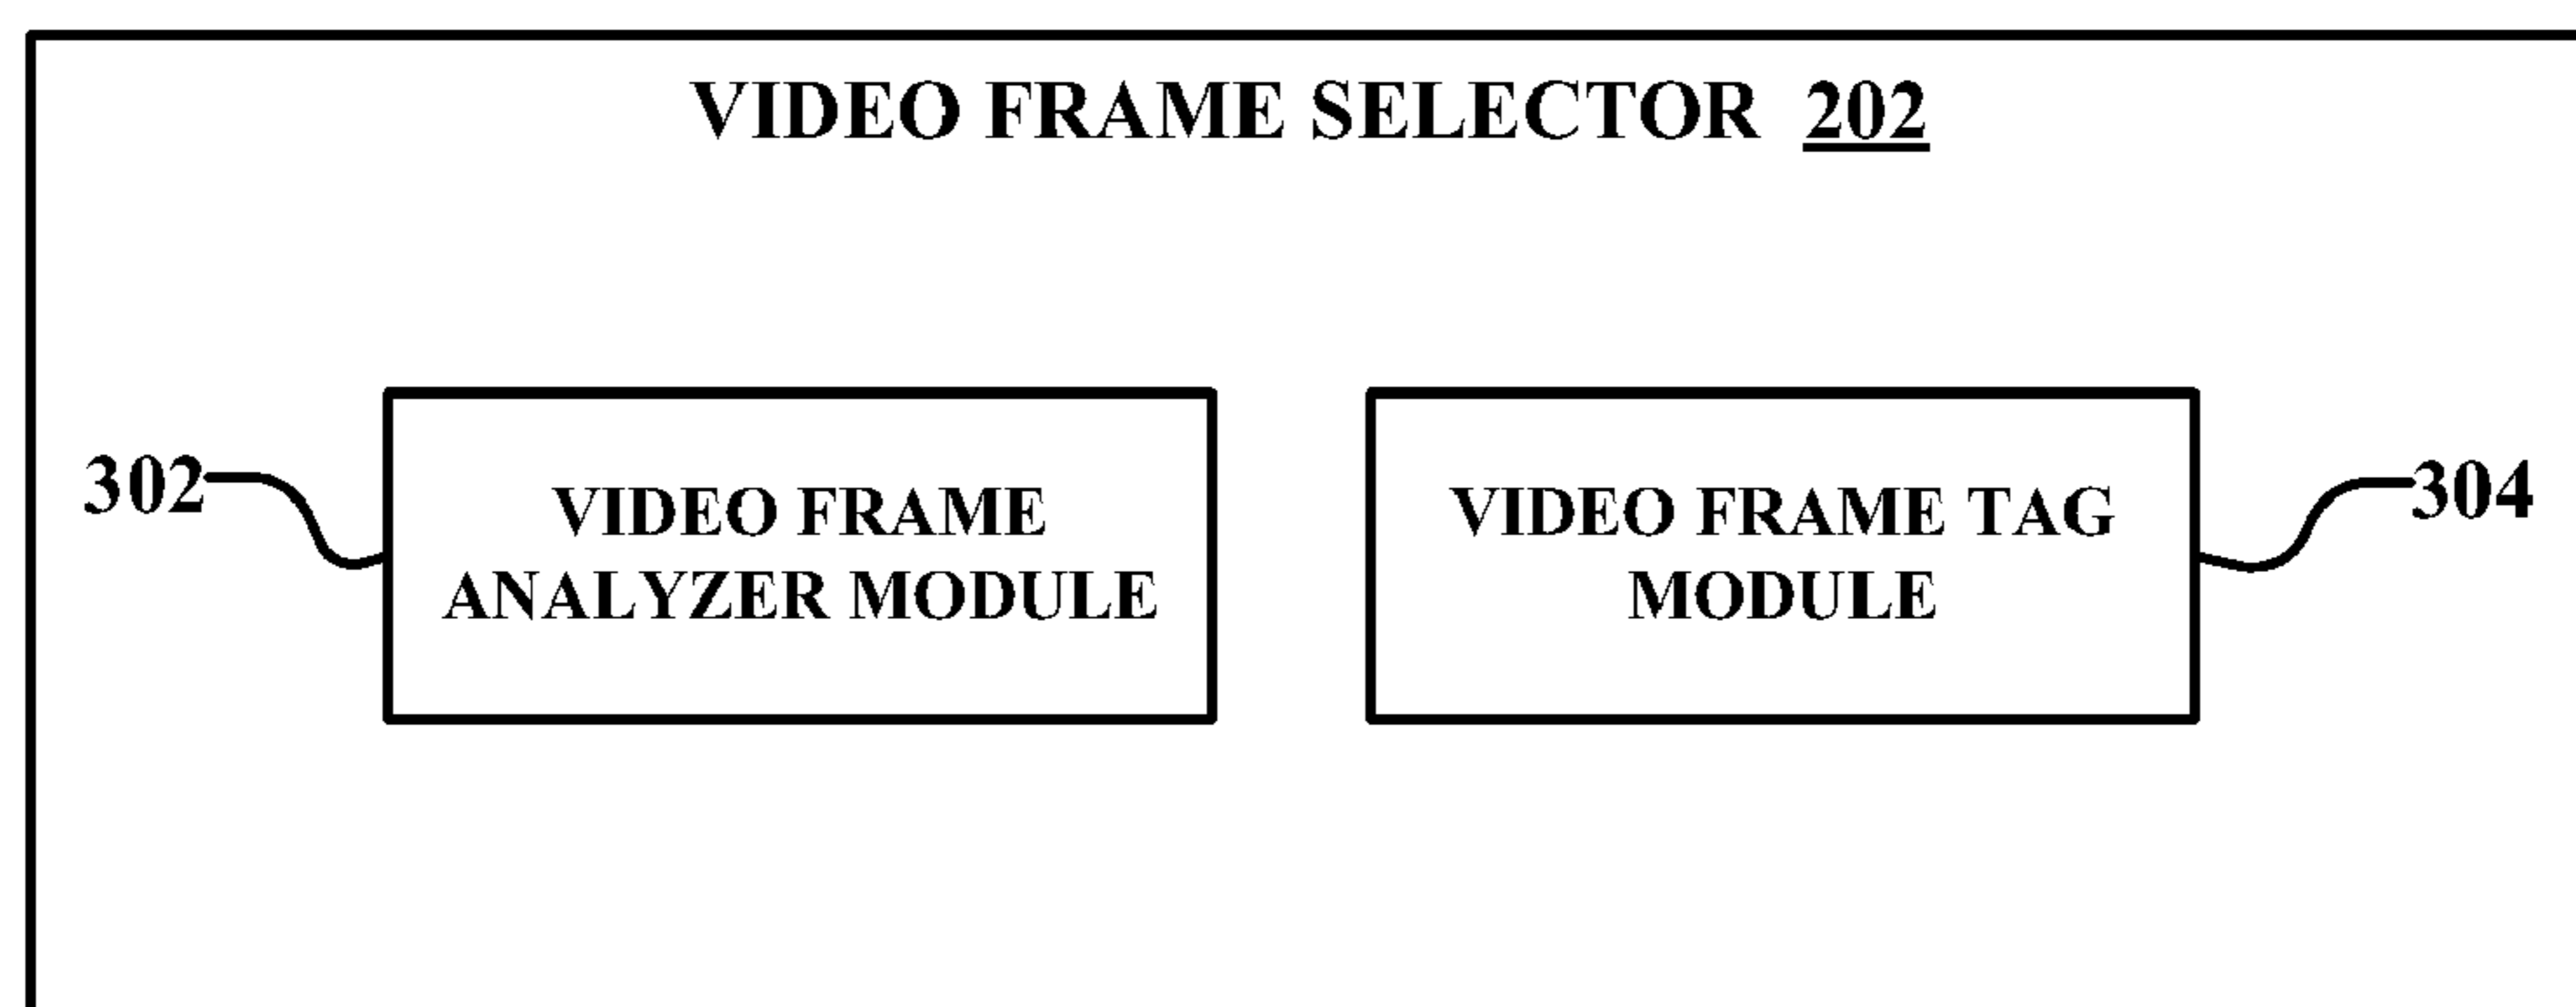 VIDEO FRAME SELECTOR 202
302
VIDEO FRAME
ANALYZER MODULE
VIDEO FRAME TAG
MODULE
304